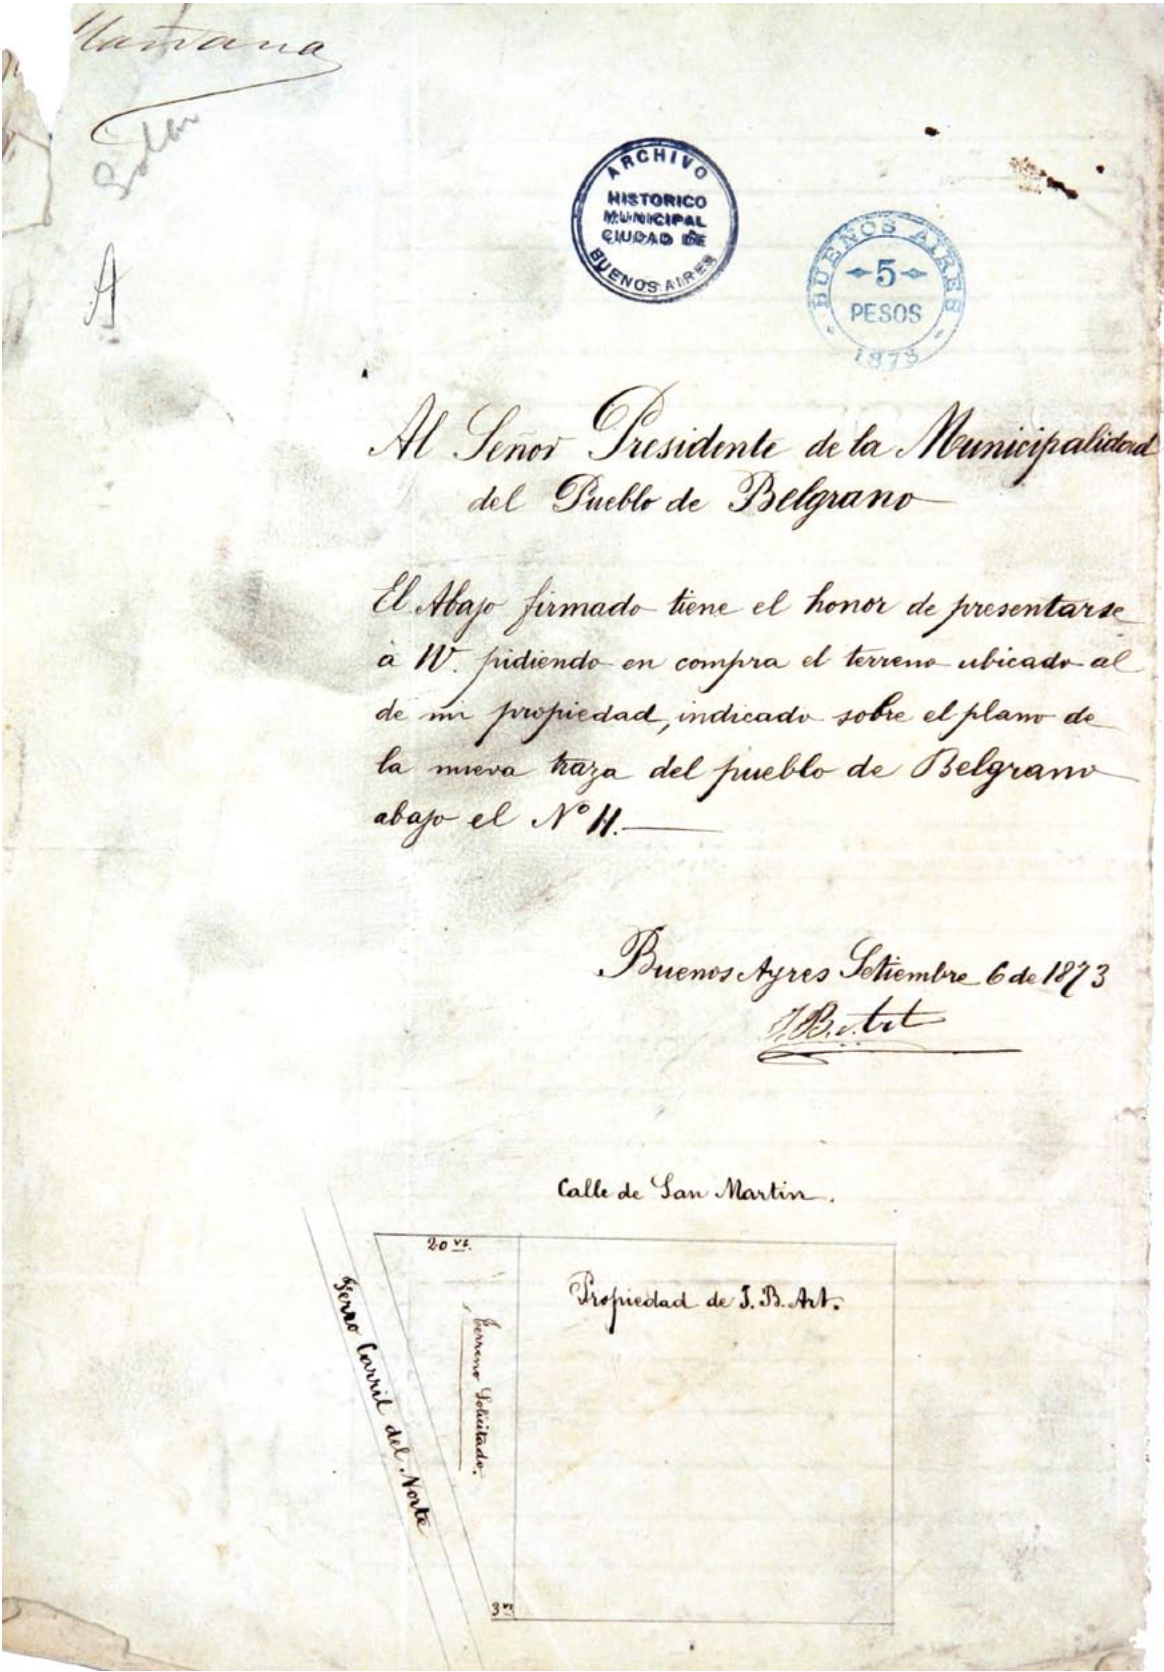 Mañana
Solar
A
ARCHIVO
HISTORICO
MUNICIPAL
CIUDAD DE
BUENOS AIRES
BUENOS AIRES
5
PESOS
1873
Al Señor Presidente de la Municipalidad
del Pueblo de Belgrano
El Abajo firmado tiene el honor de presentarse
à VV. pidiendo en compra el terreno ubicado al
de mi propiedad, indicado sobre el plano de
la nueva traza del pueblo de Belgrano
abajo el Nº 11.
Buenos Ayres Setiembre 6 de 1873
J. B. Art
Calle de San Martin.
20 vs.
Propiedad de J. B. Art.
Terreno Solicitado.
Ferro Carril del Norte
3 vs